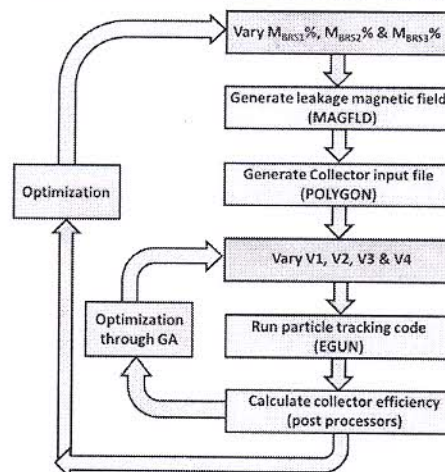 Vary M_BRS1%, M_BRS2% & M_BRS3%
Generate leakage magnetic field
(MAGFLD)
Generate Collector input file
(POLYGON)
Optimization
Vary V1, V2, V3 & V4
Optimization
through GA
Run particle tracking code
(EGUN)
Calculate collector efficiency
(post processors)